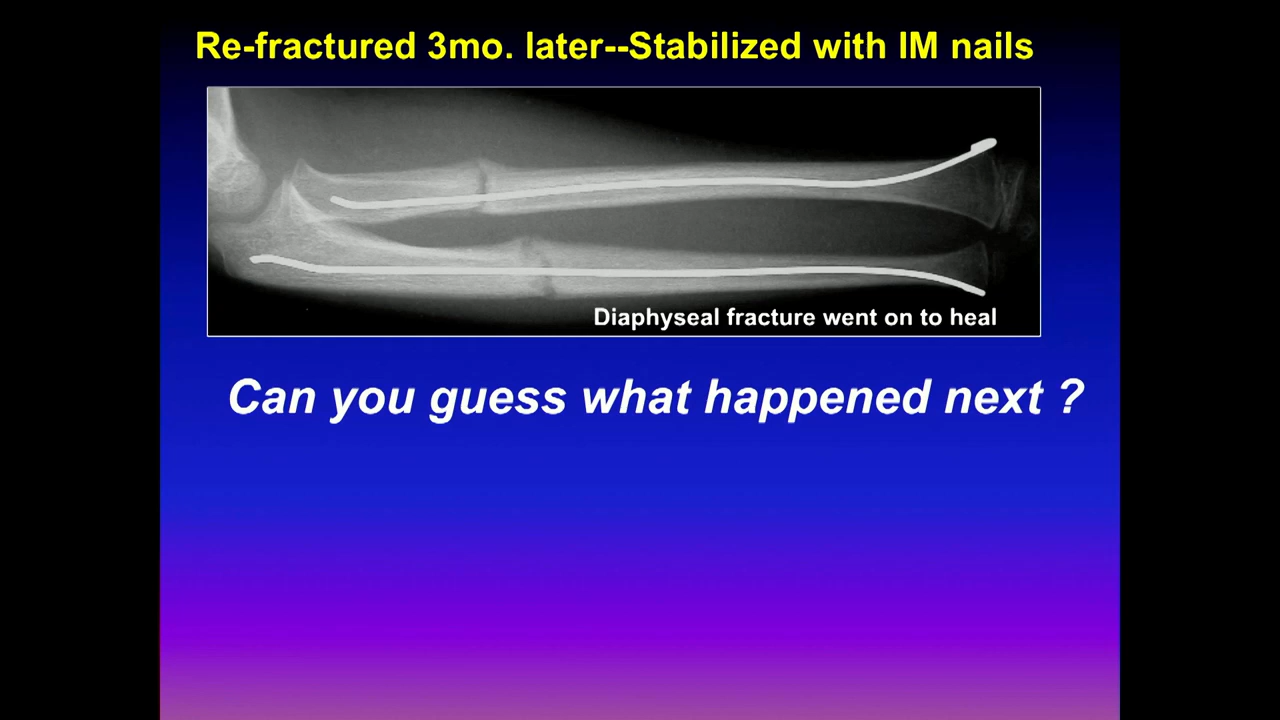 Re-fractured 3mo. later--Stabilized with IM nails
Diaphyseal fracture went on to heal
Can you guess what happened next ?